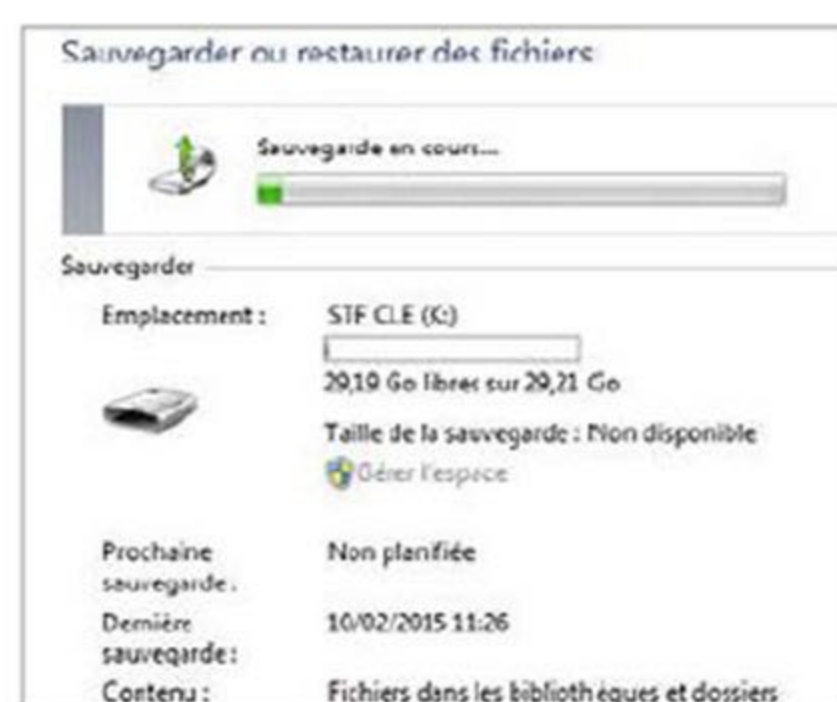 Sauvegarder ou restaurer des fichiers
Sauvegarde en cours...
Sauvegarder
Emplacement :
STF CLE (K:)
29,19 Go libres sur 29,21 Go
Taille de la sauvegarde : Non disponible
Gérer l'espace
Prochaine sauvegarde :
Non planifiée
Dernière sauvegarde :
10/02/2015 11:26
Contenu :
Fichiers dans les bibliothèques et dossiers